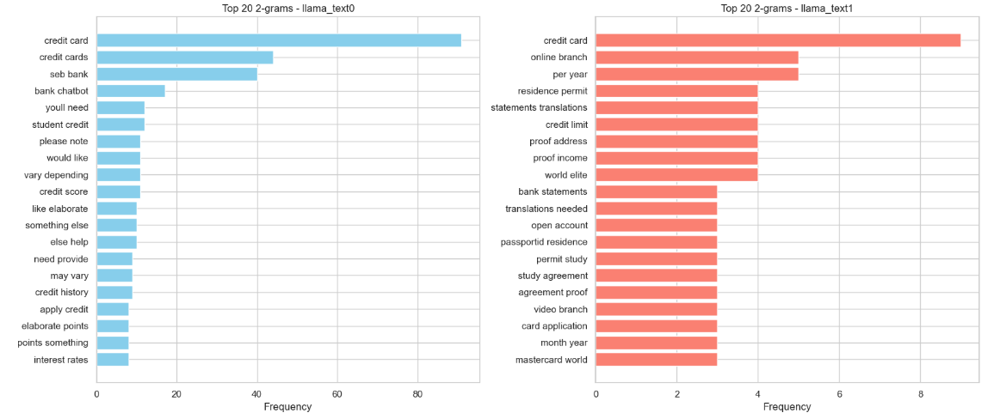 Top 20 2-grams - llama_text0
credit card
credit cards
seb bank
bank chatbot
youll need
student credit
please note
would like
vary depending
credit score
like elaborate
something else
else help
need provide
may vary
credit history
apply credit
elaborate points
points something
interest rates
0 20 40 60 80
Frequency
Top 20 2-grams - llama_text1
credit card
online branch
per year
residence permit
statements translations
credit limit
proof address
proof income
world elite
bank statements
translations needed
open account
passportid residence
permit study
study agreement
agreement proof
video branch
card application
month year
mastercard world
0 2 4 6 8
Frequency